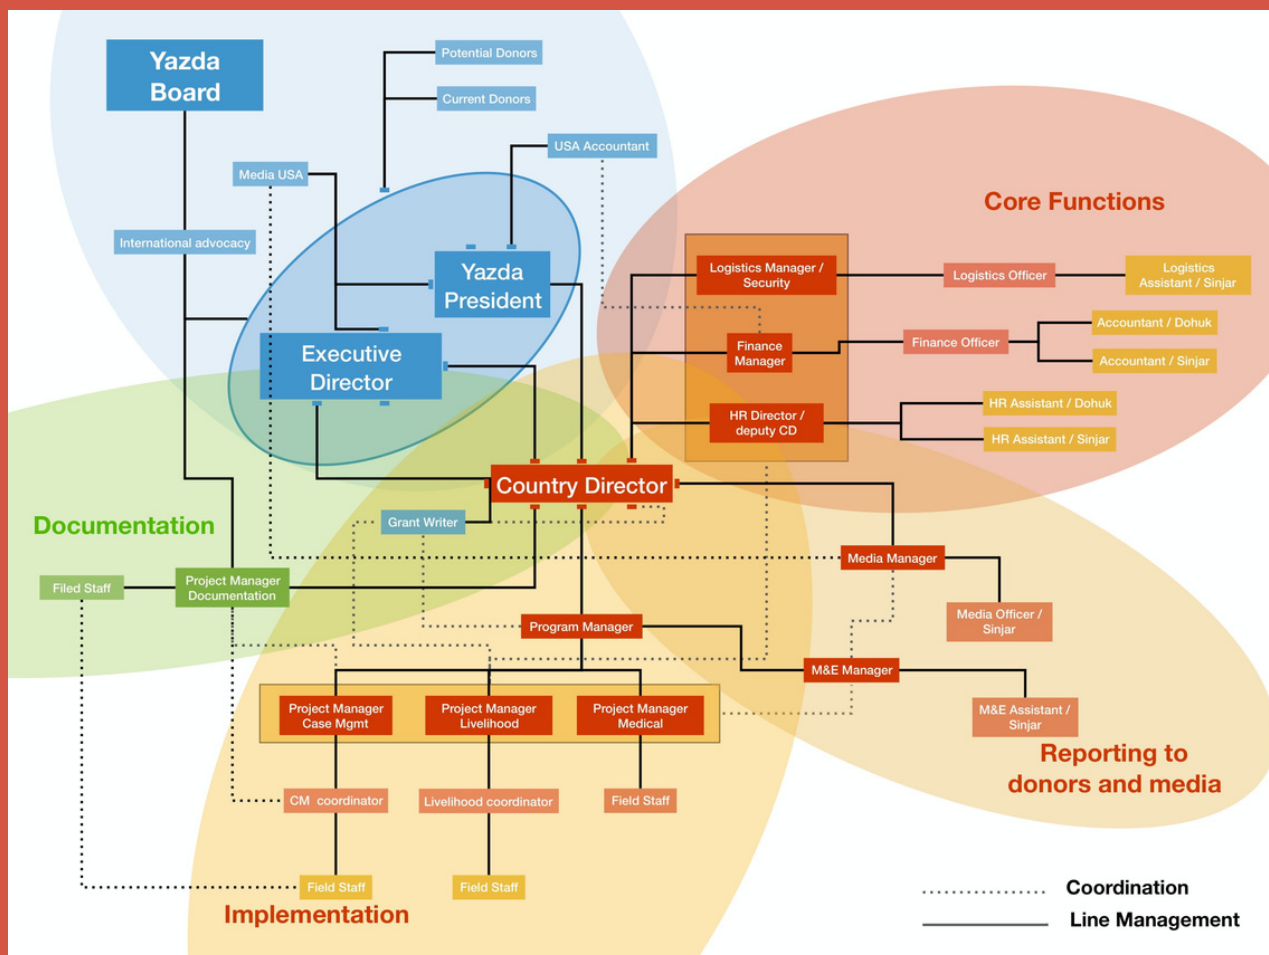 Yazda
Board
Potential Donors
Current Donors
USA Accountant
Media USA
International advocacy
Yazda
President
Executive
Director
Core Functions
Logistics Manager /
Security
Logistics Officer
Logistics
Assistant / Sinjar
Finance
Manager
Finance Officer
Accountant / Dohuk
Accountant / Sinjar
HR Director /
deputy CD
HR Assistant / Dohuk
HR Assistant / Sinjar
Country Director
Grant Writer
Documentation
Filed Staff
Project Manager
Documentation
Media Manager
Media Officer /
Sinjar
Program Manager
M&E Manager
M&E Assistant /
Sinjar
Reporting to
donors and media
Project Manager
Case Mgmt
Project Manager
Livelihood
Project Manager
Medical
CM coordinator
Livelihood coordinator
Field Staff
Field Staff
Field Staff
Implementation
Coordination
Line Management